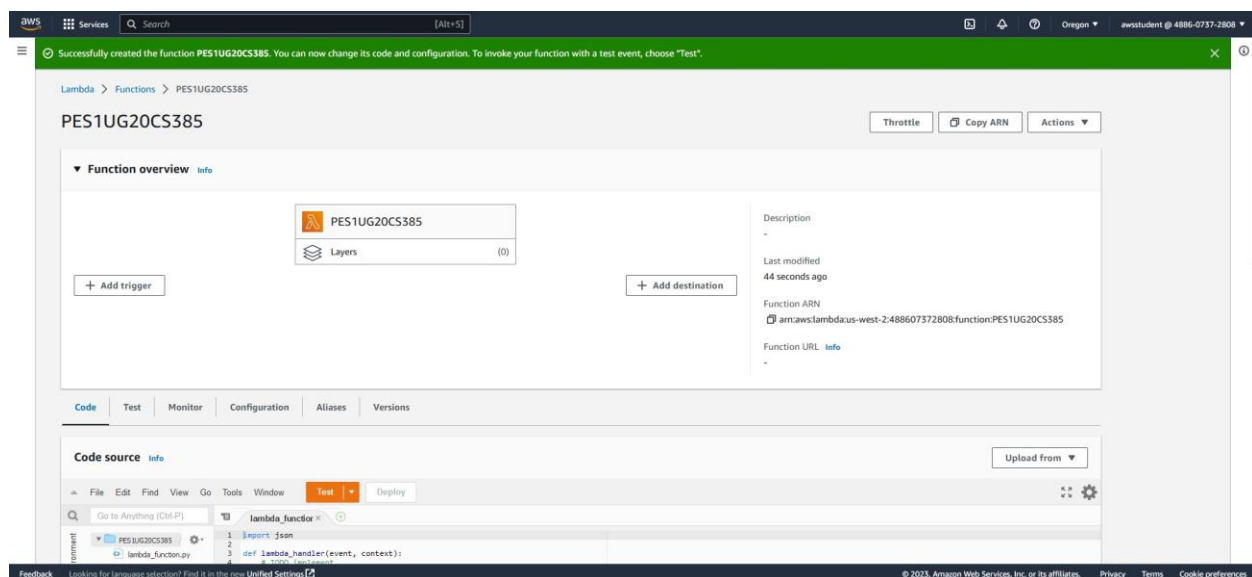 aws Services Search [Alt+S] Oregon ▼ awsstudent @ 4886-0737-2808 ▼
Successfully created the function PES1UG20CS385. You can now change its code and configuration. To invoke your function with a test event, choose "Test".
Lambda > Functions > PES1UG20CS385
PES1UG20CS385
Throttle Copy ARN Actions ▼
▼ Function overview Info
PES1UG20CS385
Layers (0)
+ Add trigger
+ Add destination
Description
-
Last modified
44 seconds ago
Function ARN
arn:aws:lambda:us-west-2:488607372808:function:PES1UG20CS385
Function URL Info
-
Code Test Monitor Configuration Aliases Versions
Code source Info
Upload from ▼
File Edit Find View Go Tools Window Test Deploy
Go to Anything (Ctrl-P)
lambda_function
PES1UG20CS385
lambda_function.py
1 import json
2
3 def lambda_handler(event, context):
4 # TODO implement
Feedback Looking for language selection? Find it in the new Unified Settings © 2023, Amazon Web Services, Inc. or its affiliates. Privacy Terms Cookie preferences